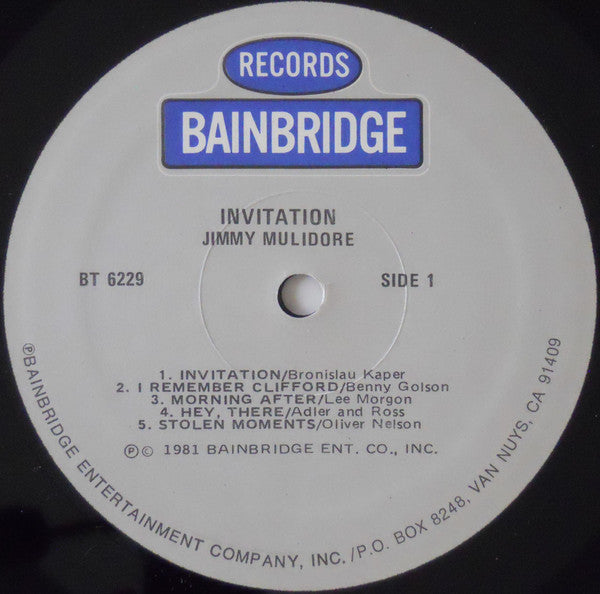 RECORDS
BAINBRIDGE
INVITATION
JIMMY MULIDORE
BT 6229
SIDE 1
1. INVITATION/Bronislau Kaper
2. I REMEMBER CLIFFORD/Benny Golson
3. MORNING AFTER/Lee Morgon
4. HEY, THERE/Adler and Ross
5. STOLEN MOMENTS/Oliver Nelson
℗© 1981 BAINBRIDGE ENT. CO., INC.
℗BAINBRIDGE ENTERTAINMENT COMPANY, INC./P.O. BOX 8248, VAN NUYS, CA 91409